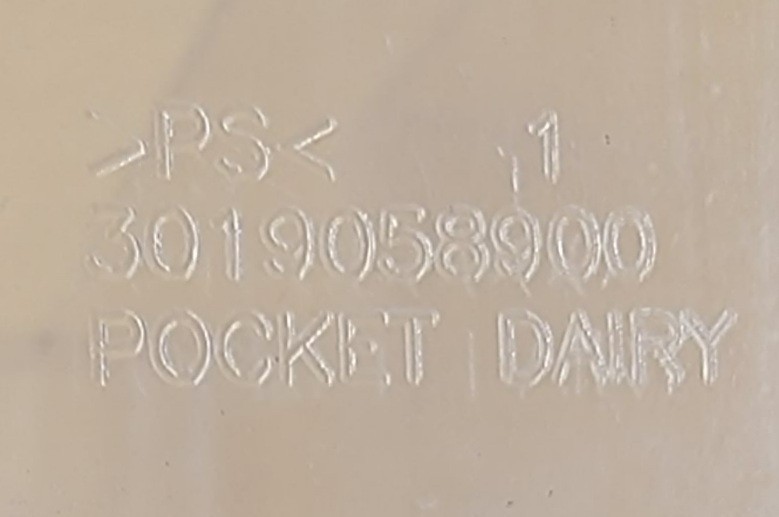 >PS< 1
3019058900
POCKET DAIRY